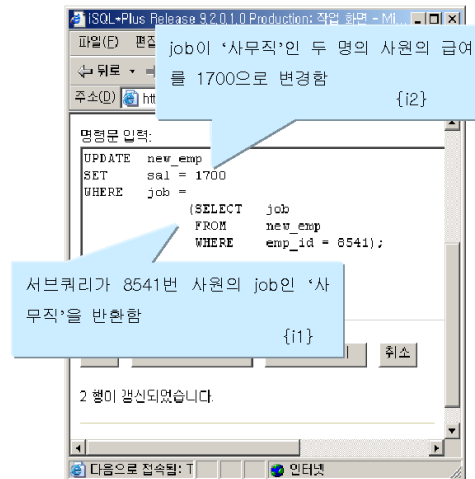 iSQL*Plus Release 9.2.0.1.0 Production: 작업 화면 - Mi...
파일(F) 편집
job이 ‘사무직’인 두 명의 사원의 급여
를 1700으로 변경함
{i2}
뒤로
주소(D) htt
명령문 입력:
UPDATE new_emp
SET sal = 1700
WHERE job =
(SELECT job
FROM new_emp
WHERE emp_id = 8541);
서브쿼리가 8541번 사원의 job인 ‘사
무직’을 반환함
{i1}
취소
2 행이 갱신되었습니다.
다음으로 접속됨: T 인터넷